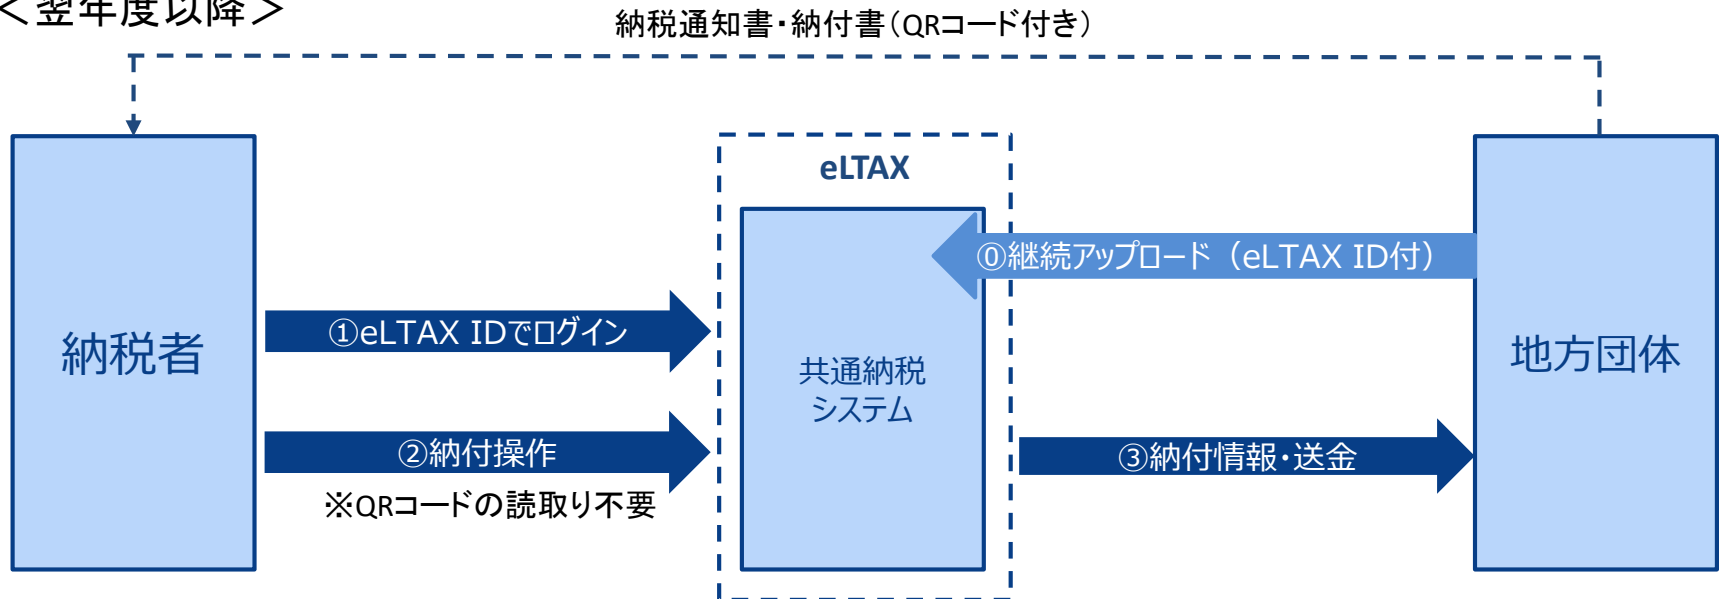 ＜翌年度以降＞
納税通知書・納付書（QRコード付き）
eLTAX
⓪継続アップロード（eLTAX ID付）
納税者
①eLTAX IDでログイン
共通納税
システム
地方団体
②納付操作
③納付情報・送金
※QRコードの読取り不要